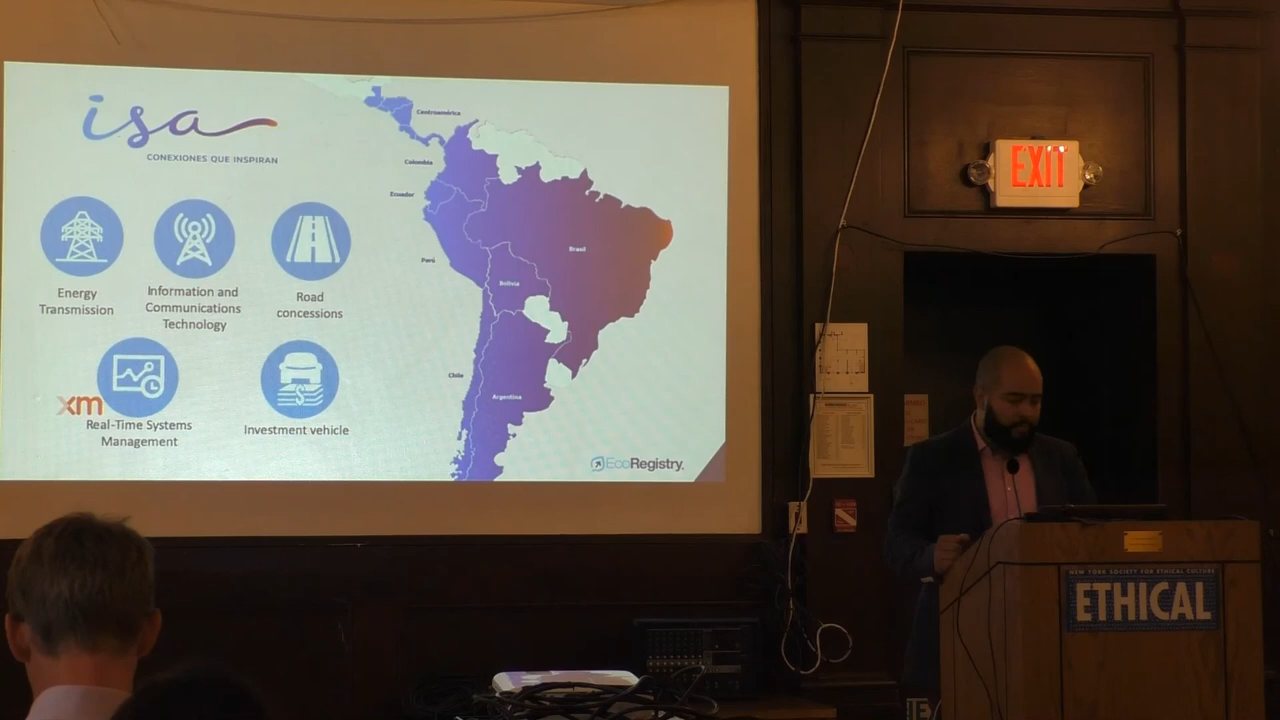 isa
CONEXIONES QUE INSPIRAN
Energy
Transmission
Information and
Communications
Technology
Road
concessions
xm
Real-Time Systems
Management
Investment vehicle
Centroamérica
Colombia
Ecuador
Perú
Brasil
Bolivia
Chile
Argentina
EcoRegistry
EXIT
NEW YORK SOCIETY FOR ETHICAL CULTURE
ETHICAL